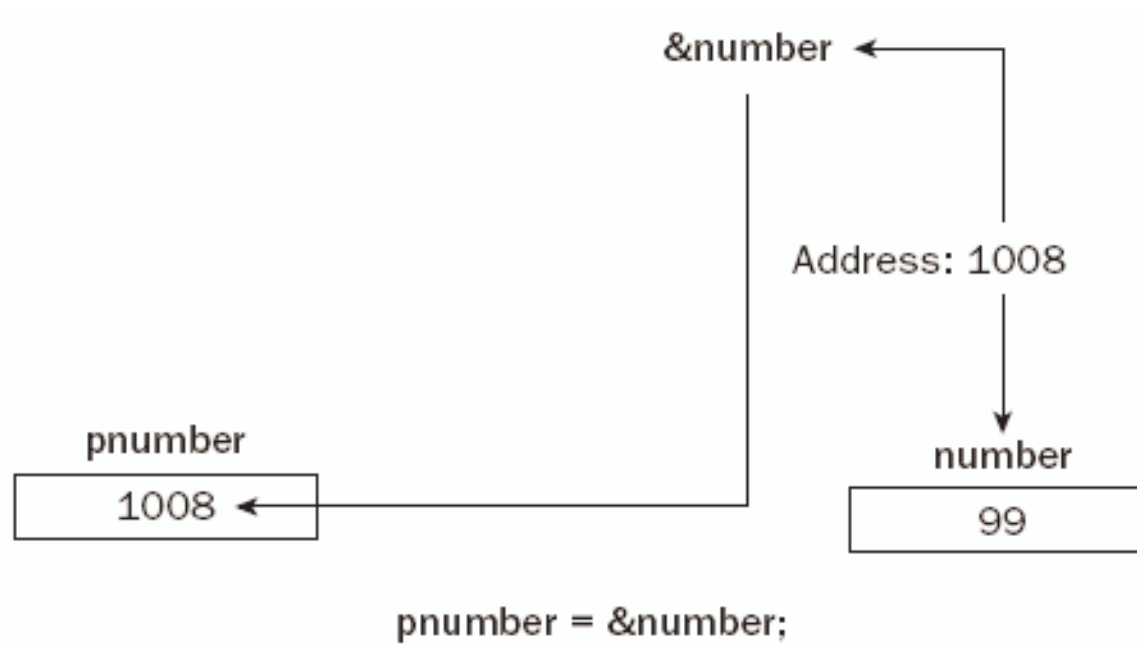 &number
Address: 1008
pnumber
number
1008
99
pnumber = &number;